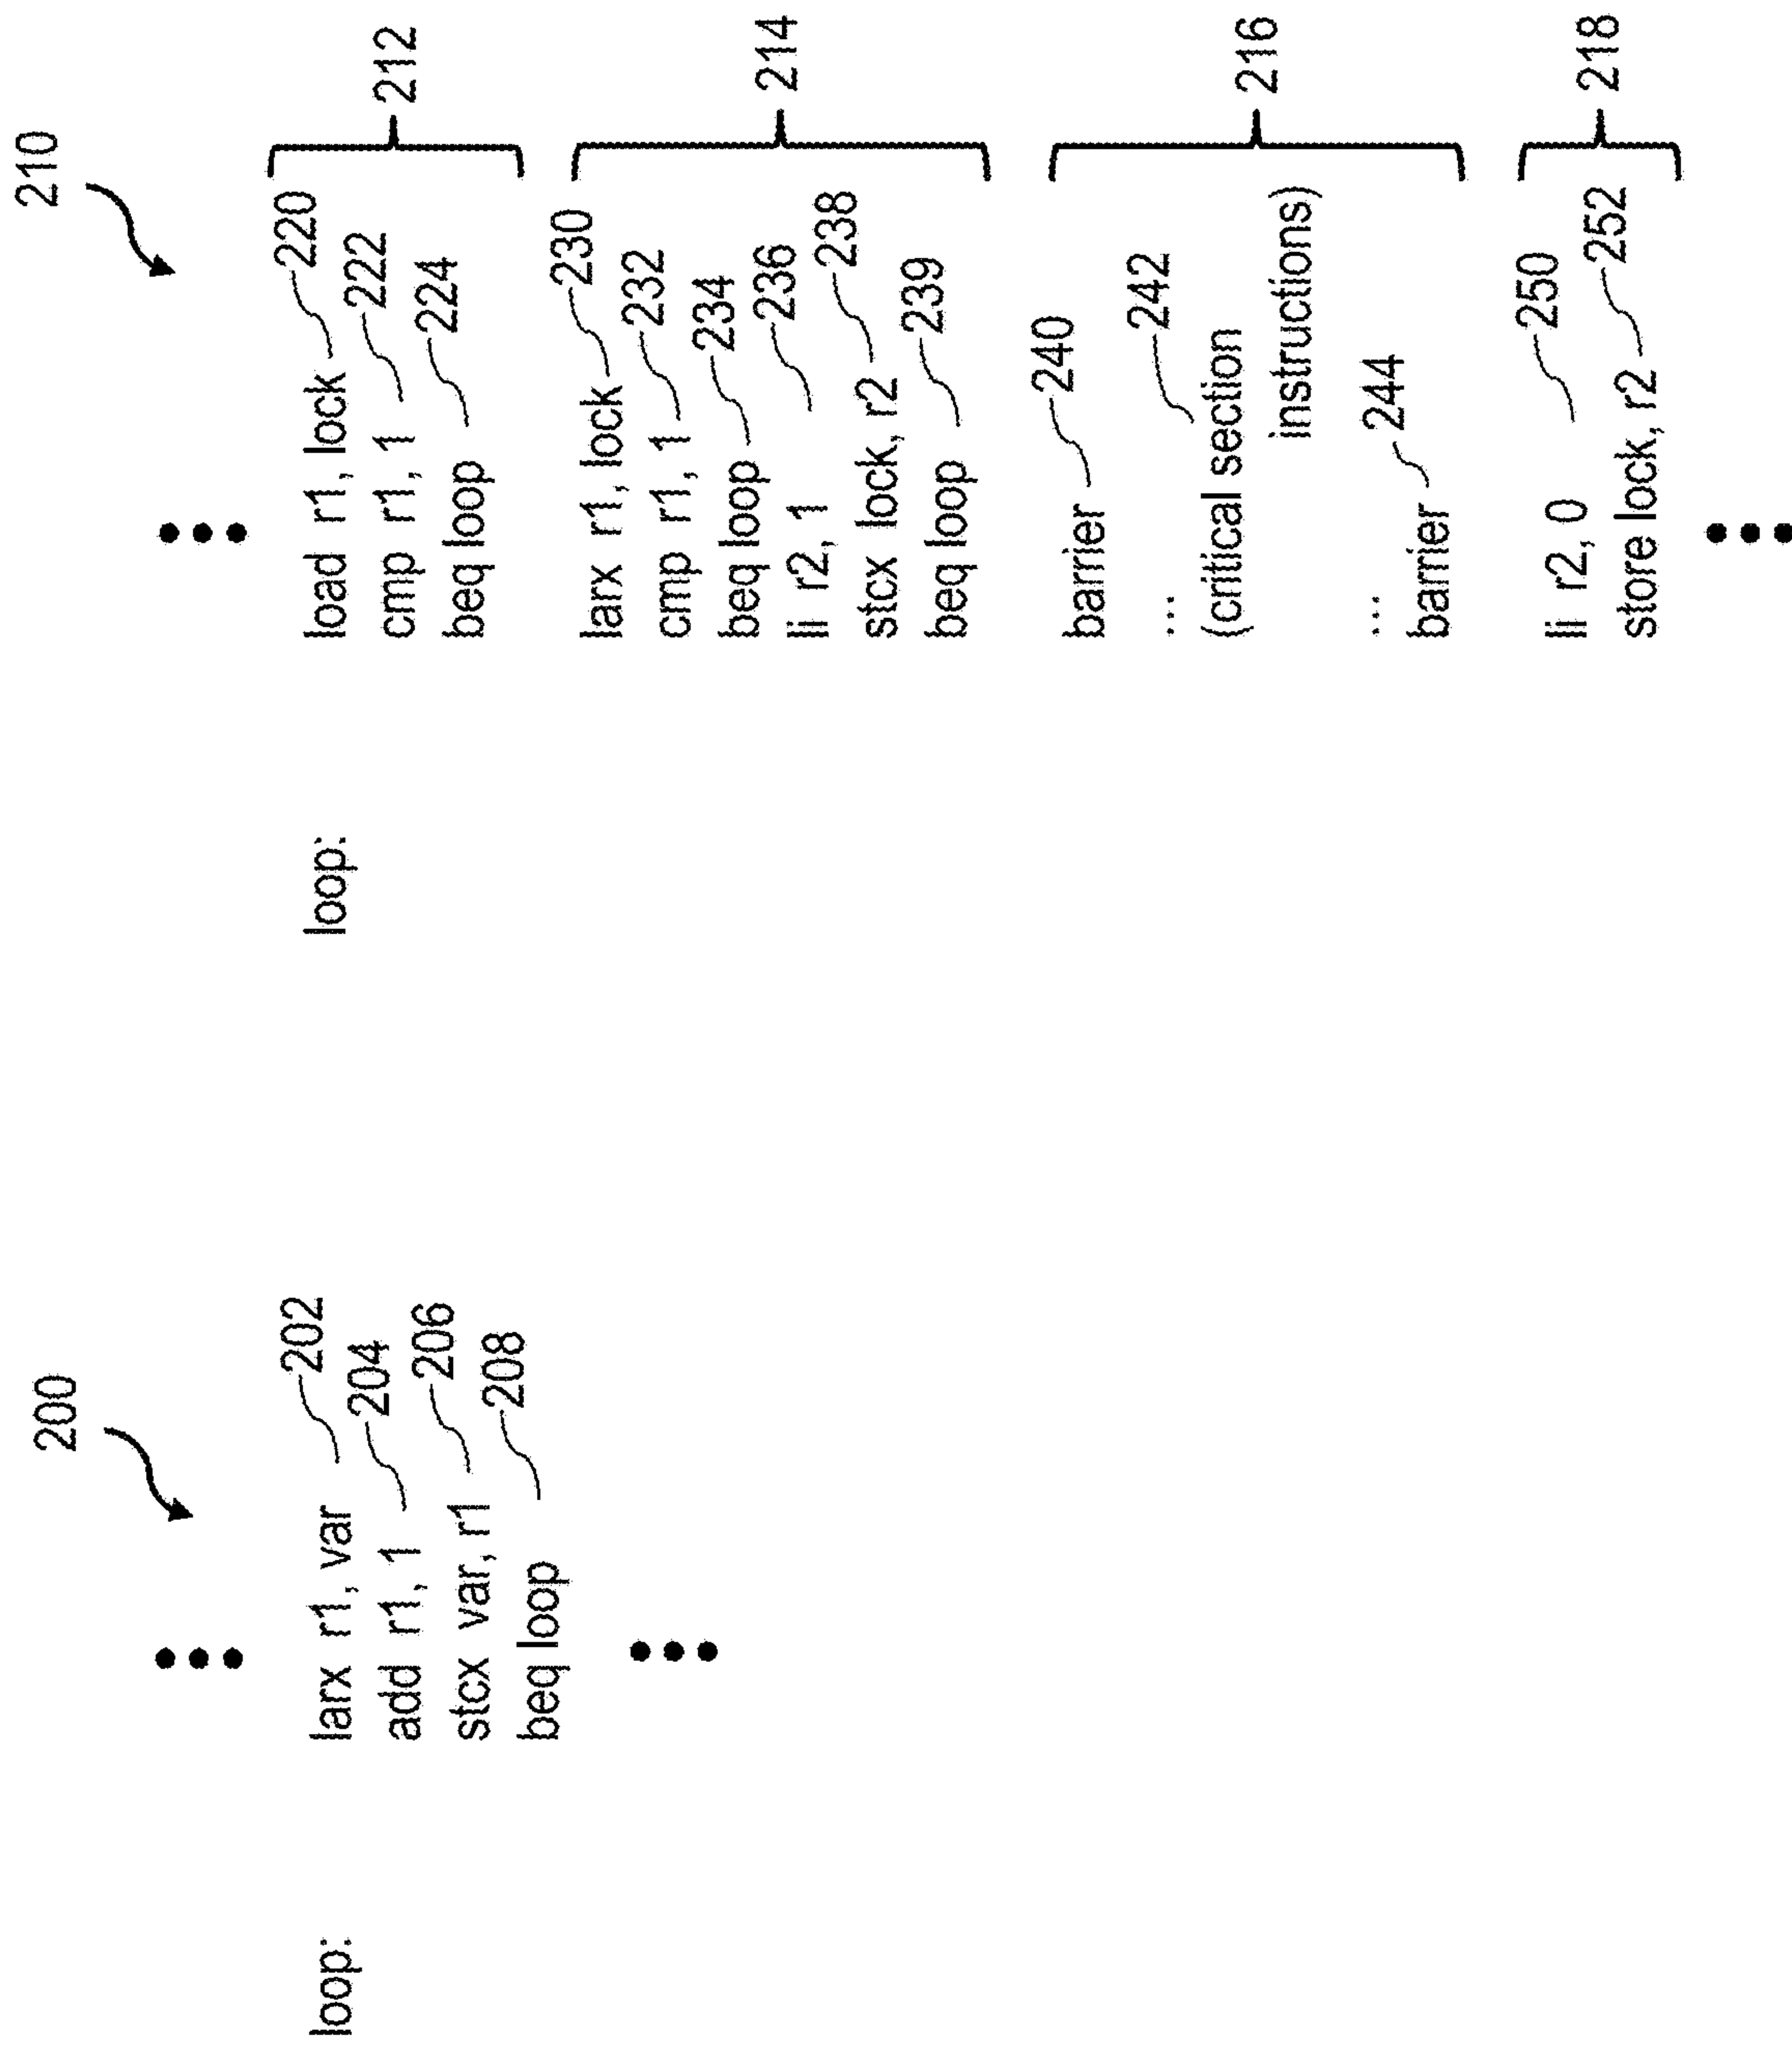 200
loop: larx r1, var 202
add r1, 1 204
stcx var, r1 206
beq loop 208
210
loop: load r1, lock 220
cmp r1, 1 222
beq loop 224
212
larx r1, lock 230
cmp r1, 1 232
beq loop 234
li r2, 1 236
stcx lock, r2 238
beq loop 239
214
barrier 240
... 242
(critical section
instructions)
...
barrier 244
216
li r2, 0 250
store lock, r2 252
218